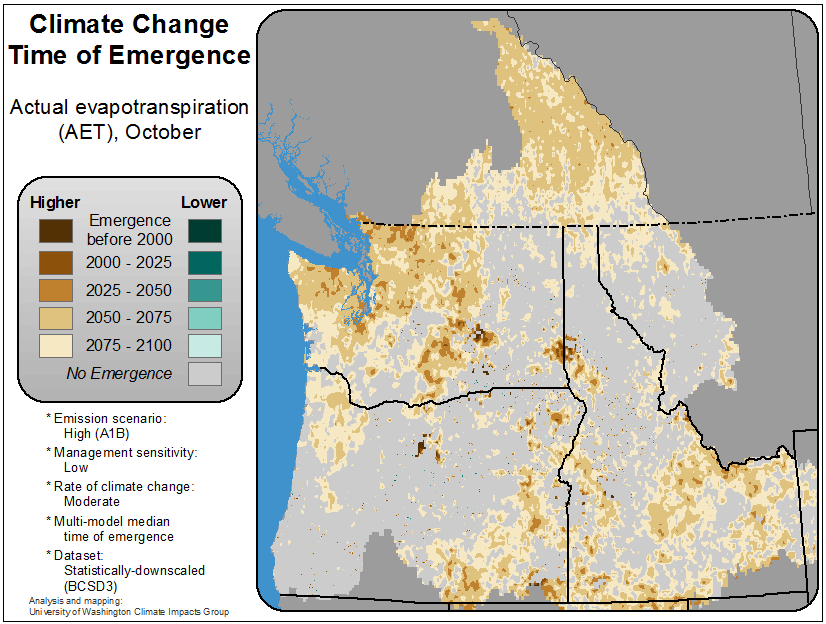 Climate Change
Time of Emergence
Actual evapotranspiration
(AET), October
Higher
Lower
Emergence
before 2000
2000 - 2025
2025 - 2050
2050 - 2075
2075 - 2100
No Emergence
* Emission scenario:
High (A1B)
* Management sensitivity:
Low
* Rate of climate change:
Moderate
* Multi-model median
time of emergence
* Dataset:
Statistically-downscaled
(BCSD3)
Analysis and mapping:
University of Washington Climate Impacts Group